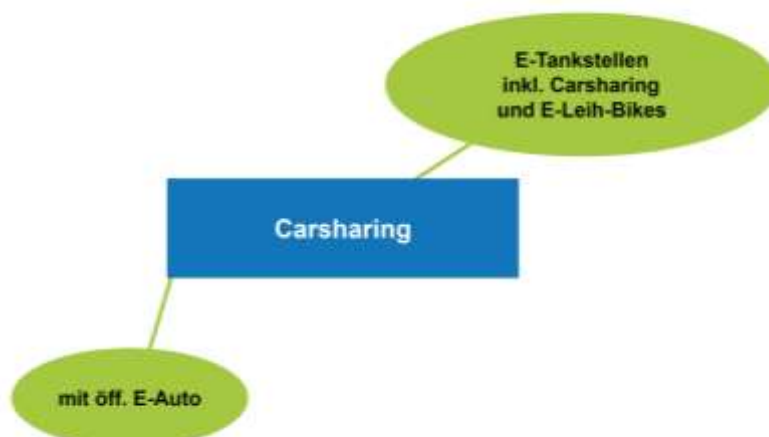 E-Tankstellen
inkl. Carsharing
und E-Leih-Bikes
Carsharing
mit öff. E-Auto